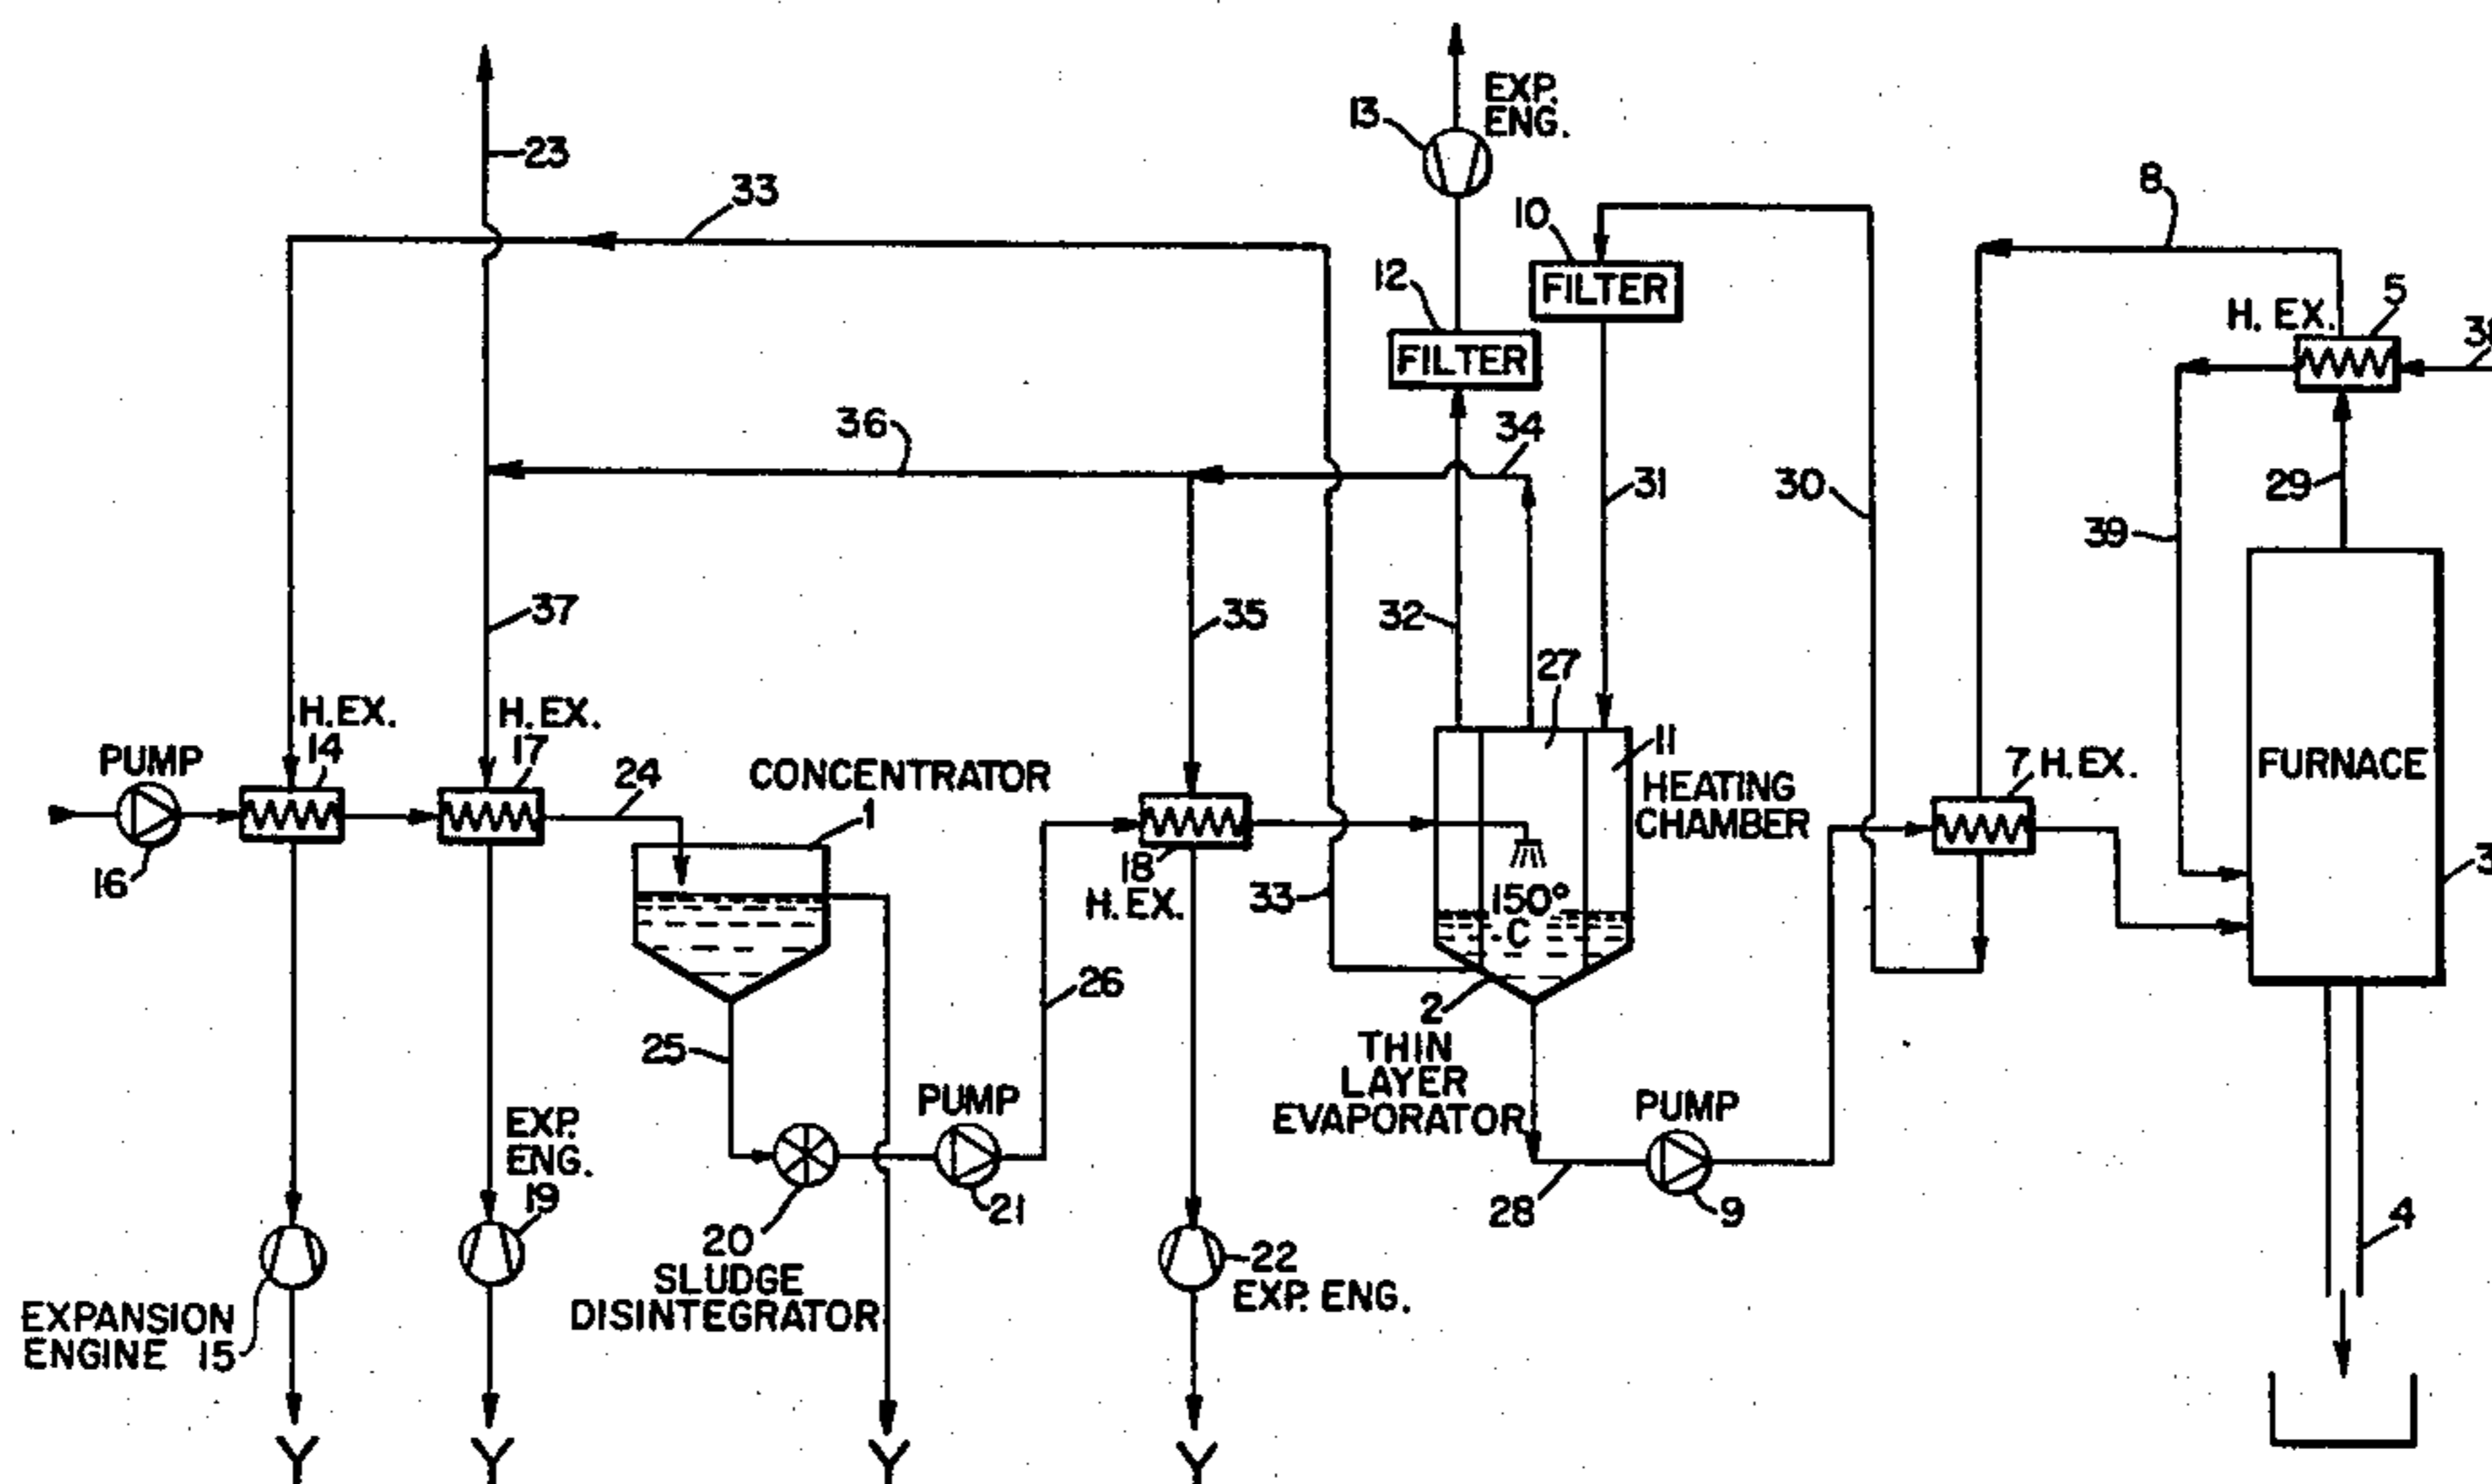 EXP.
ENG.
13
23
33
8
10
FILTER
12
FILTER
5
H. EX.
36
34
31
30
29
39
37
35
32
27
11
H.EX.
14
H.EX.
17
PUMP
16
24
CONCENTRATOR
1
HEATING
CHAMBER
7 H. EX.
FURNACE
18
H. EX.
33
150°
C
2
THIN
LAYER
EVAPORATOR
26
25
PUMP
21
PUMP
9
28
EXP.
ENG.
19
20
SLUDGE
DISINTEGRATOR
22
EXP. ENG.
4
EXPANSION
ENGINE 15